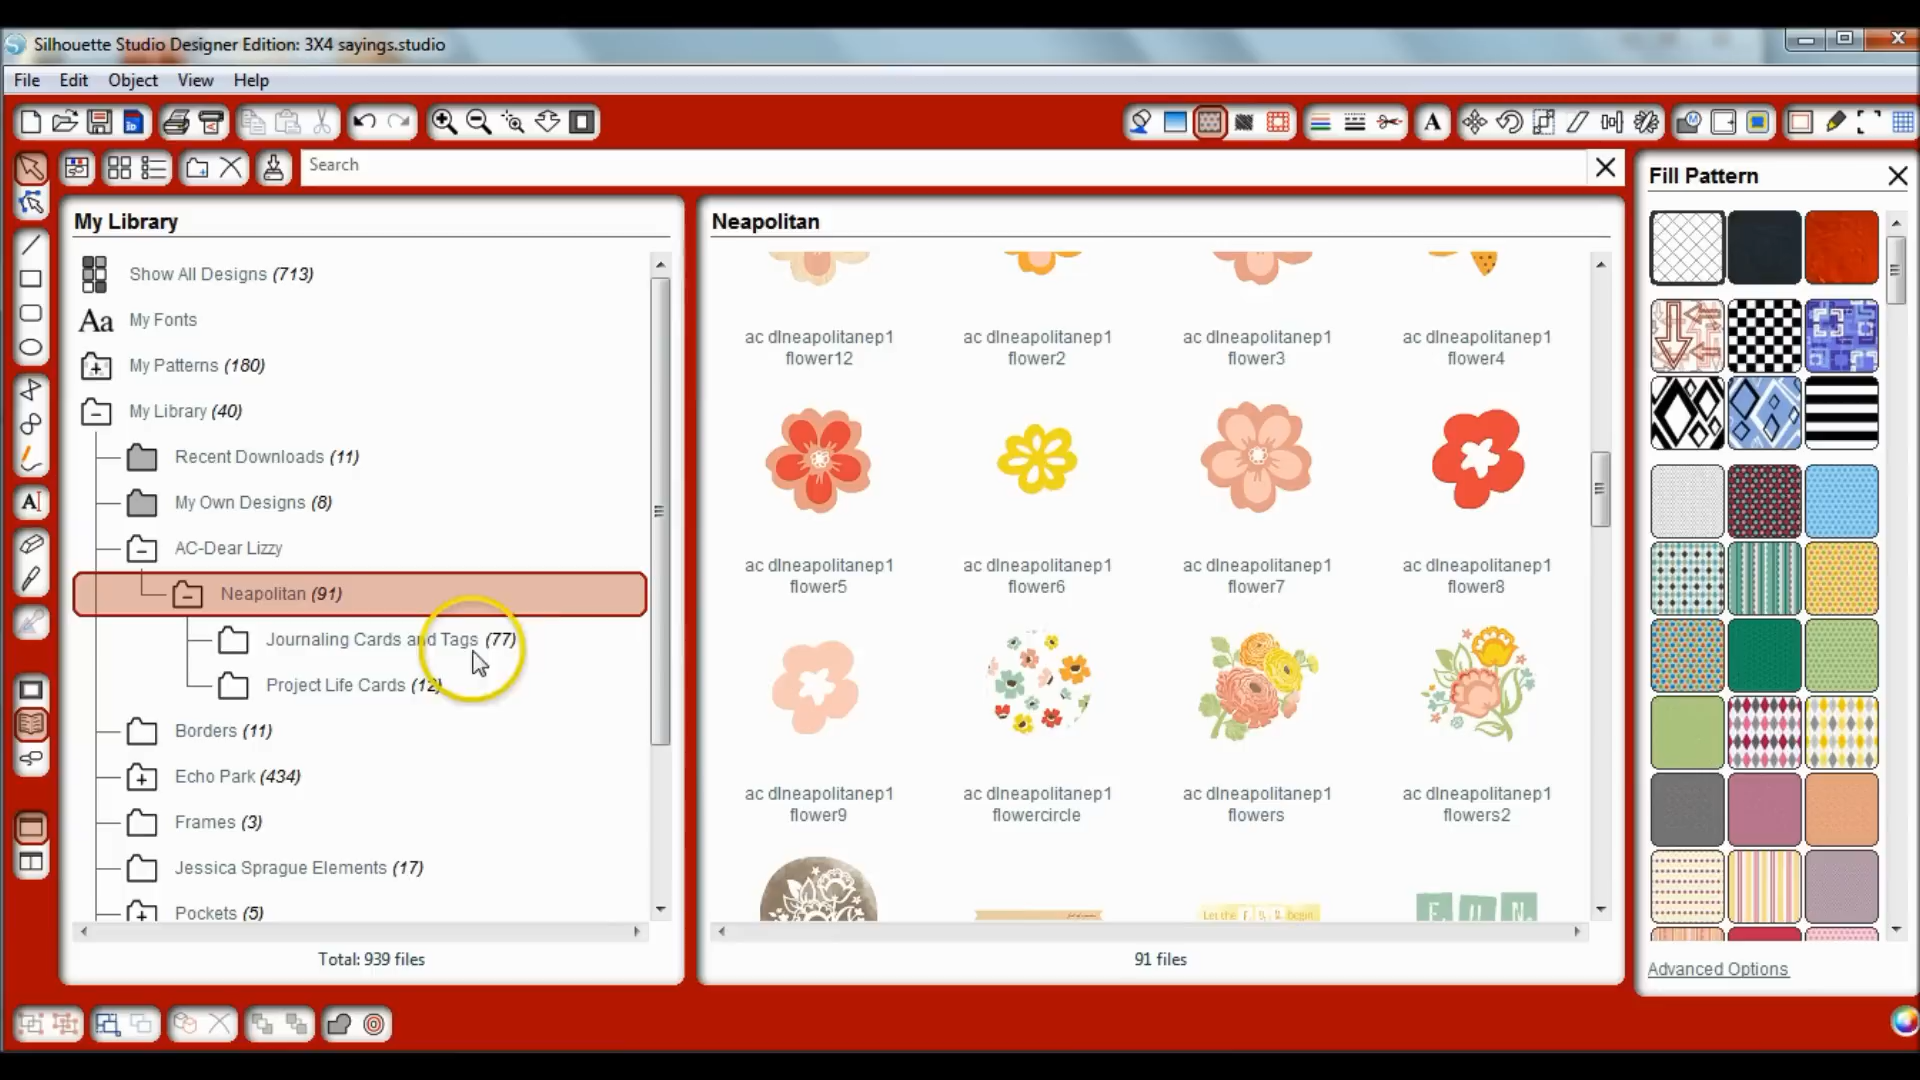 Silhouette Studio Designer Edition: 3X4 sayings.studio
File Edit Object View Help
Search
My Library
Show All Designs (713)
Aa My Fonts
My Patterns (180)
My Library (40)
Recent Downloads (11)
My Own Designs (8)
AC-Dear Lizzy
Neapolitan (91)
Journaling Cards and Tags (77)
Project Life Cards (12)
Borders (11)
Echo Park (434)
Frames (3)
Jessica Sprague Elements (17)
Pockets (5)
Total: 939 files
Neapolitan
ac dlneapolitanep1 flower12
ac dlneapolitanep1 flower2
ac dlneapolitanep1 flower3
ac dlneapolitanep1 flower4
ac dlneapolitanep1 flower5
ac dlneapolitanep1 flower6
ac dlneapolitanep1 flower7
ac dlneapolitanep1 flower8
ac dlneapolitanep1 flower9
ac dlneapolitanep1 flowercircle
ac dlneapolitanep1 flowers
ac dlneapolitanep1 flowers2
Let the F.U.N. begin
F U N
91 files
Fill Pattern
Advanced Options